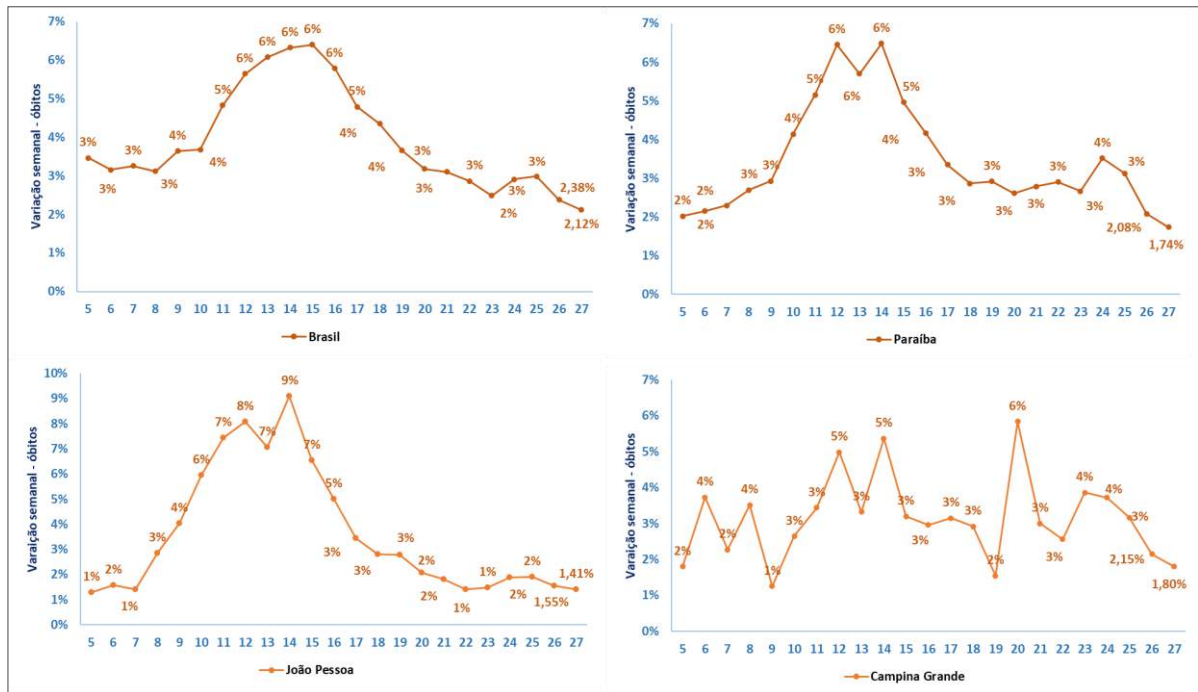 Variação semanal - óbitos
7%
6%
5%
4%
3%
2%
1%
0%
3% 3% 3% 3% 4% 4% 5% 6% 6% 6% 6% 6% 5% 4% 4% 3% 3% 3% 2% 3% 3% 2,38% 2,12%
5 6 7 8 9 10 11 12 13 14 15 16 17 18 19 20 21 22 23 24 25 26 27
Brasil
Variação semanal - óbitos
7%
6%
5%
4%
3%
2%
1%
0%
2% 2% 2% 3% 3% 4% 5% 6% 6% 6% 5% 4% 3% 3% 3% 3% 3% 3% 3% 4% 3% 2,08% 1,74%
5 6 7 8 9 10 11 12 13 14 15 16 17 18 19 20 21 22 23 24 25 26 27
Paraíba
Varaição semanal - óbitos
10%
9%
8%
7%
6%
5%
4%
3%
2%
1%
0%
1% 2% 1% 3% 4% 6% 7% 8% 7% 9% 7% 5% 3% 3% 3% 2% 2% 1% 1% 2% 2% 1,55% 1,41%
5 6 7 8 9 10 11 12 13 14 15 16 17 18 19 20 21 22 23 24 25 26 27
João Pessoa
Varaição semanal - óbitos
7%
6%
5%
4%
3%
2%
1%
0%
2% 4% 2% 4% 1% 3% 3% 5% 3% 5% 3% 3% 3% 3% 2% 6% 3% 3% 4% 4% 3% 2,15% 1,80%
5 6 7 8 9 10 11 12 13 14 15 16 17 18 19 20 21 22 23 24 25 26 27
Campina Grande